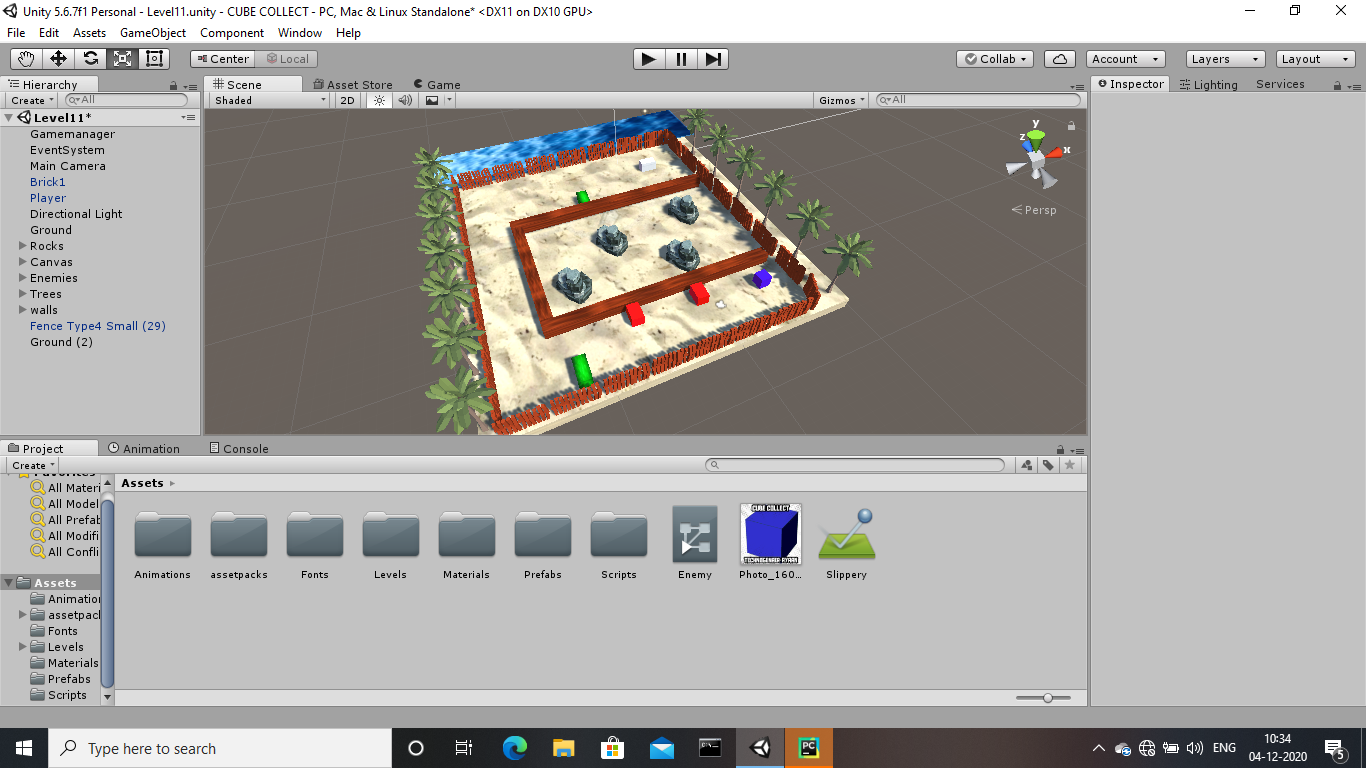 Unity 5.6.7f1 Personal - Level11.unity - CUBE COLLECT - PC, Mac & Linux Standalone* <DX11 on DX10 GPU>
File Edit Assets GameObject Component Window Help
Center Local Collab Account Layers Layout
Hierarchy
Create All
Level11*
Gamemanager
EventSystem
Main Camera
Brick1
Player
Directional Light
Ground
Rocks
Canvas
Enemies
Trees
walls
Fence Type4 Small (29)
Ground (2)
Scene Asset Store Game
Shaded 2D Gizmos All
y
z
x
Persp
Inspector Lighting Services
Project Animation Console
Create
Favorites
All Materi
All Model
All Prefab
All Modifi
All Confli
Assets
Animation
assetpack
Fonts
Levels
Materials
Prefabs
Scripts
Assets
CUBE COLLECT
TECHNOGENIAR AYAAN
Animations assetpacks Fonts Levels Materials Prefabs Scripts Enemy Photo_160... Slippery
Type here to search
PC
ENG
10:34
04-12-2020
5